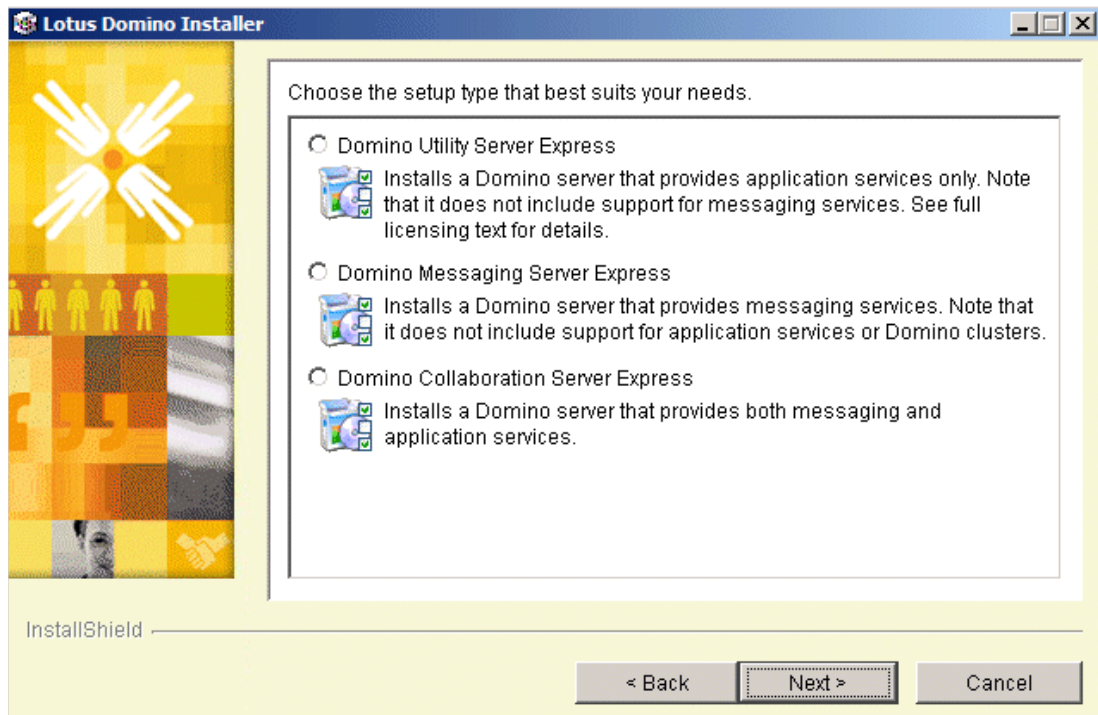 Lotus Domino Installer
Choose the setup type that best suits your needs.
Domino Utility Server Express
Installs a Domino server that provides application services only. Note
that it does not include support for messaging services. See full
licensing text for details.
Domino Messaging Server Express
Installs a Domino server that provides messaging services. Note that
it does not include support for application services or Domino clusters.
Domino Collaboration Server Express
Installs a Domino server that provides both messaging and
application services.
InstallShield
< Back
Next >
Cancel